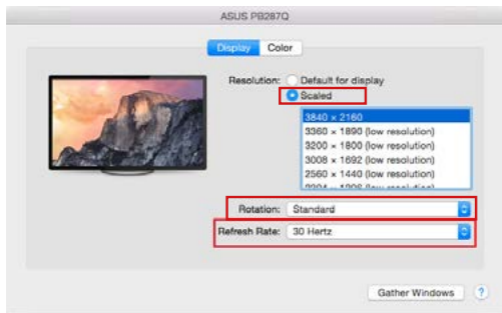 ASUS PB287Q
Display Color
Resolution: Default for display
Scaled
3840 × 2160
3360 × 1890 (low resolution)
3200 × 1800 (low resolution)
3008 × 1692 (low resolution)
2560 × 1440 (low resolution)
Rotation: Standard
Refresh Rate: 30 Hertz
Gather Windows ?